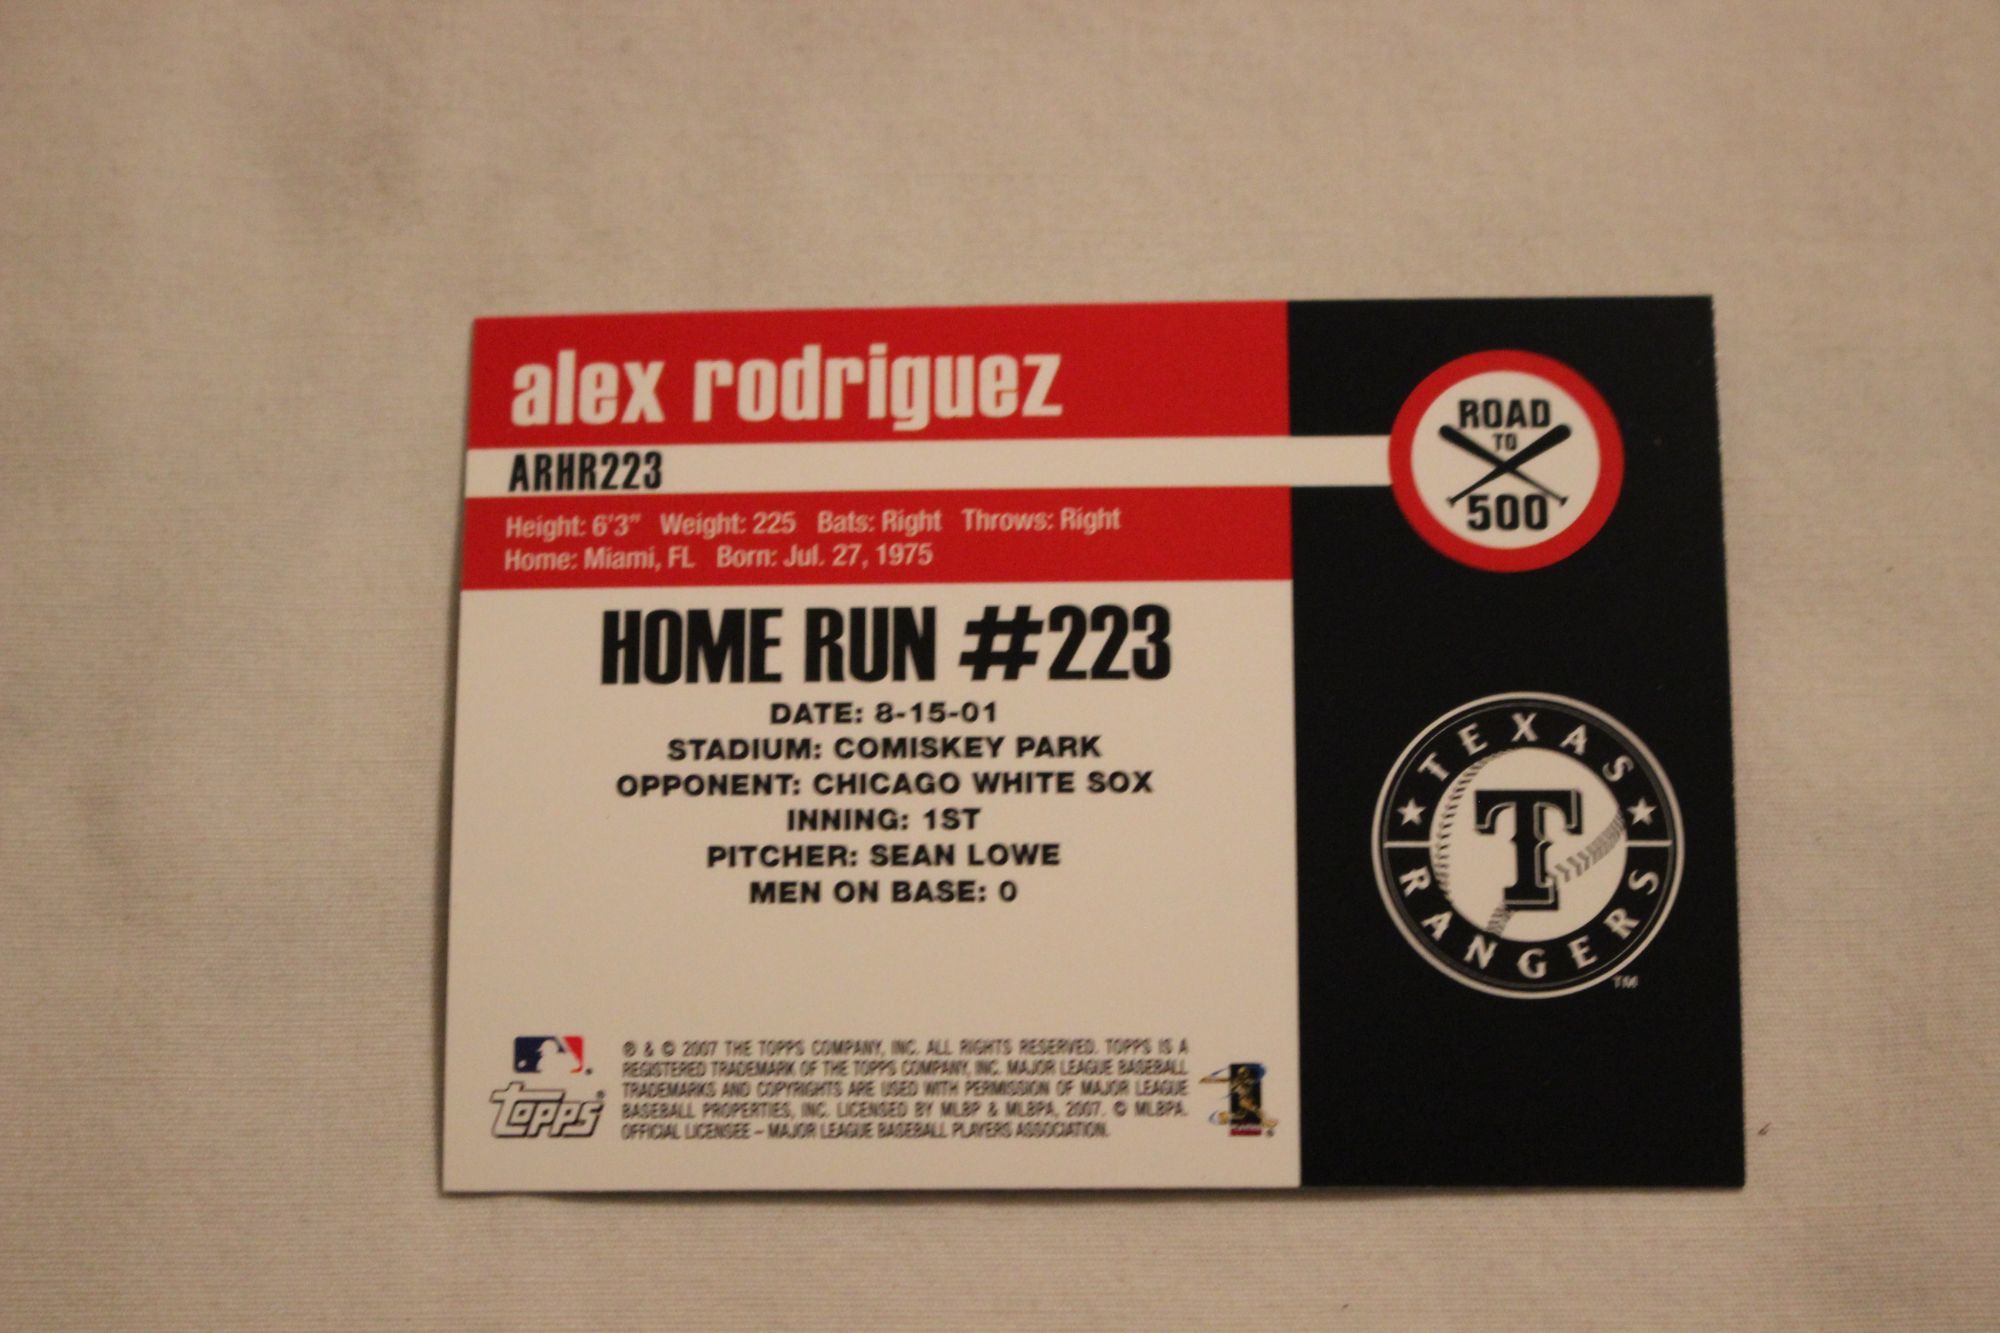 alex rodriguez
ARHR223
Height: 6'3" Weight: 225 Bats: Right Throws: Right
Home: Miami, FL Born: Jul. 27, 1975
ROAD
TO
500
HOME RUN #223
DATE: 8-15-01
STADIUM: COMISKEY PARK
OPPONENT: CHICAGO WHITE SOX
INNING: 1ST
PITCHER: SEAN LOWE
MEN ON BASE: 0
TEXAS
T
RANGERS
TM
Topps®
® & © 2007 THE TOPPS COMPANY, INC. ALL RIGHTS RESERVED. TOPPS IS A
REGISTERED TRADEMARK OF THE TOPPS COMPANY, INC. MAJOR LEAGUE BASEBALL
TRADEMARKS AND COPYRIGHTS ARE USED WITH PERMISSION OF MAJOR LEAGUE
BASEBALL PROPERTIES, INC. LICENSED BY MLBP & MLBPA, 2007. © MLBPA.
OFFICIAL LICENSEE – MAJOR LEAGUE BASEBALL PLAYERS ASSOCIATION.